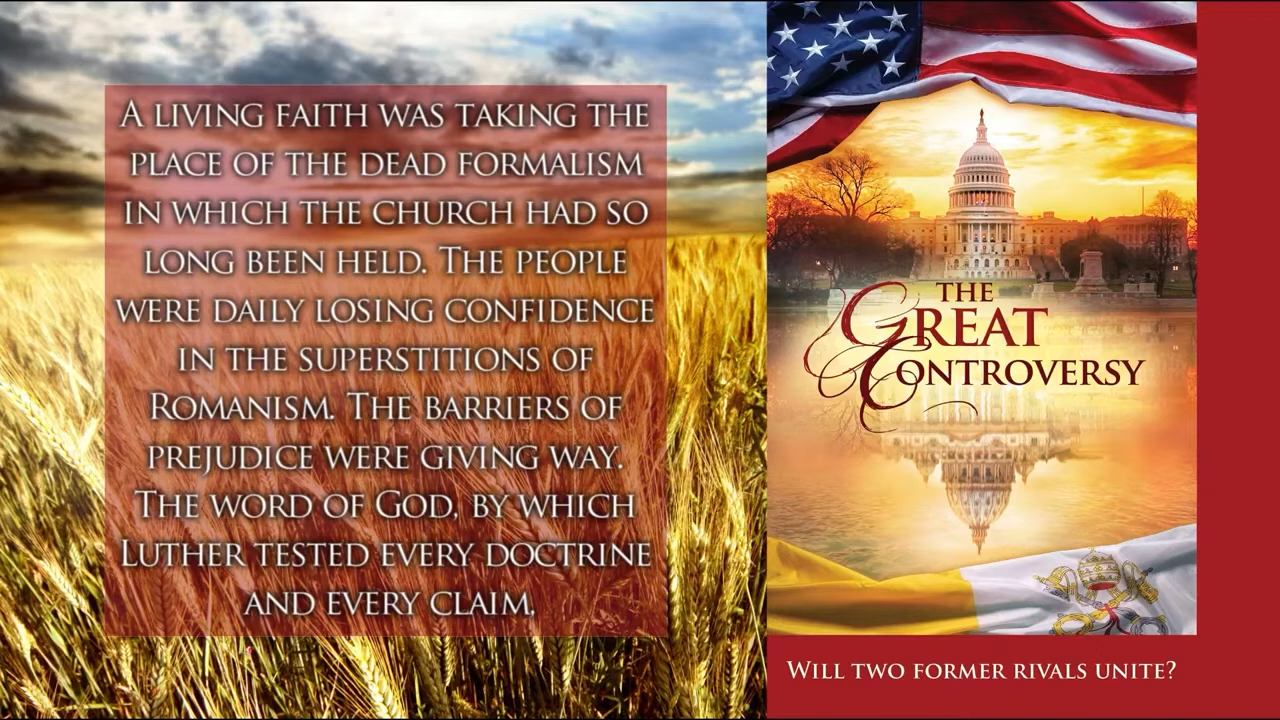 A LIVING FAITH WAS TAKING THE
PLACE OF THE DEAD FORMALISM
IN WHICH THE CHURCH HAD SO
LONG BEEN HELD. THE PEOPLE
WERE DAILY LOSING CONFIDENCE
IN THE SUPERSTITIONS OF
ROMANISM. THE BARRIERS OF
PREJUDICE WERE GIVING WAY.
THE WORD OF GOD, BY WHICH
LUTHER TESTED EVERY DOCTRINE
AND EVERY CLAIM,
THE
GREAT
CONTROVERSY
WILL TWO FORMER RIVALS UNITE?